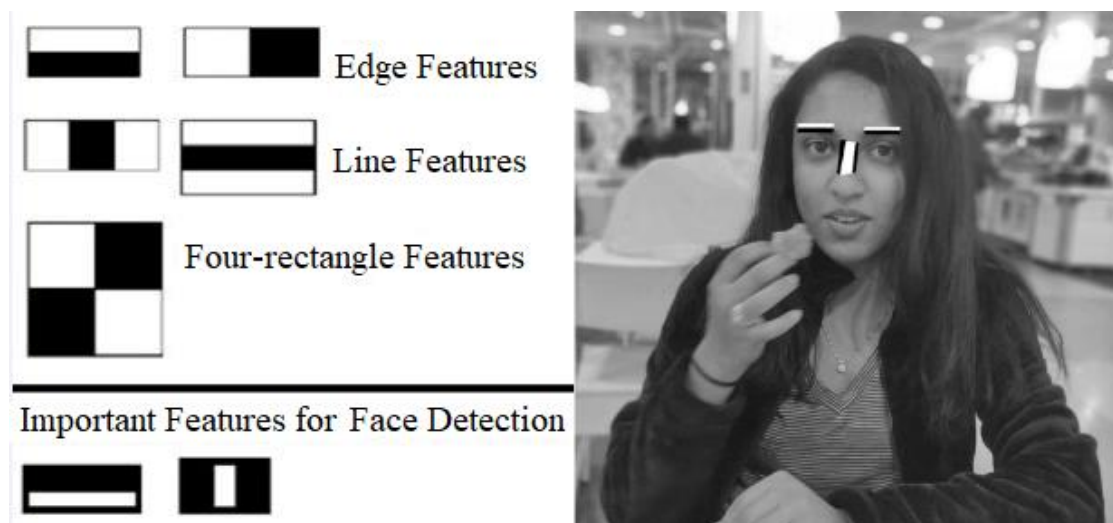 Edge Features
Line Features
Four-rectangle Features
Important Features for Face Detection